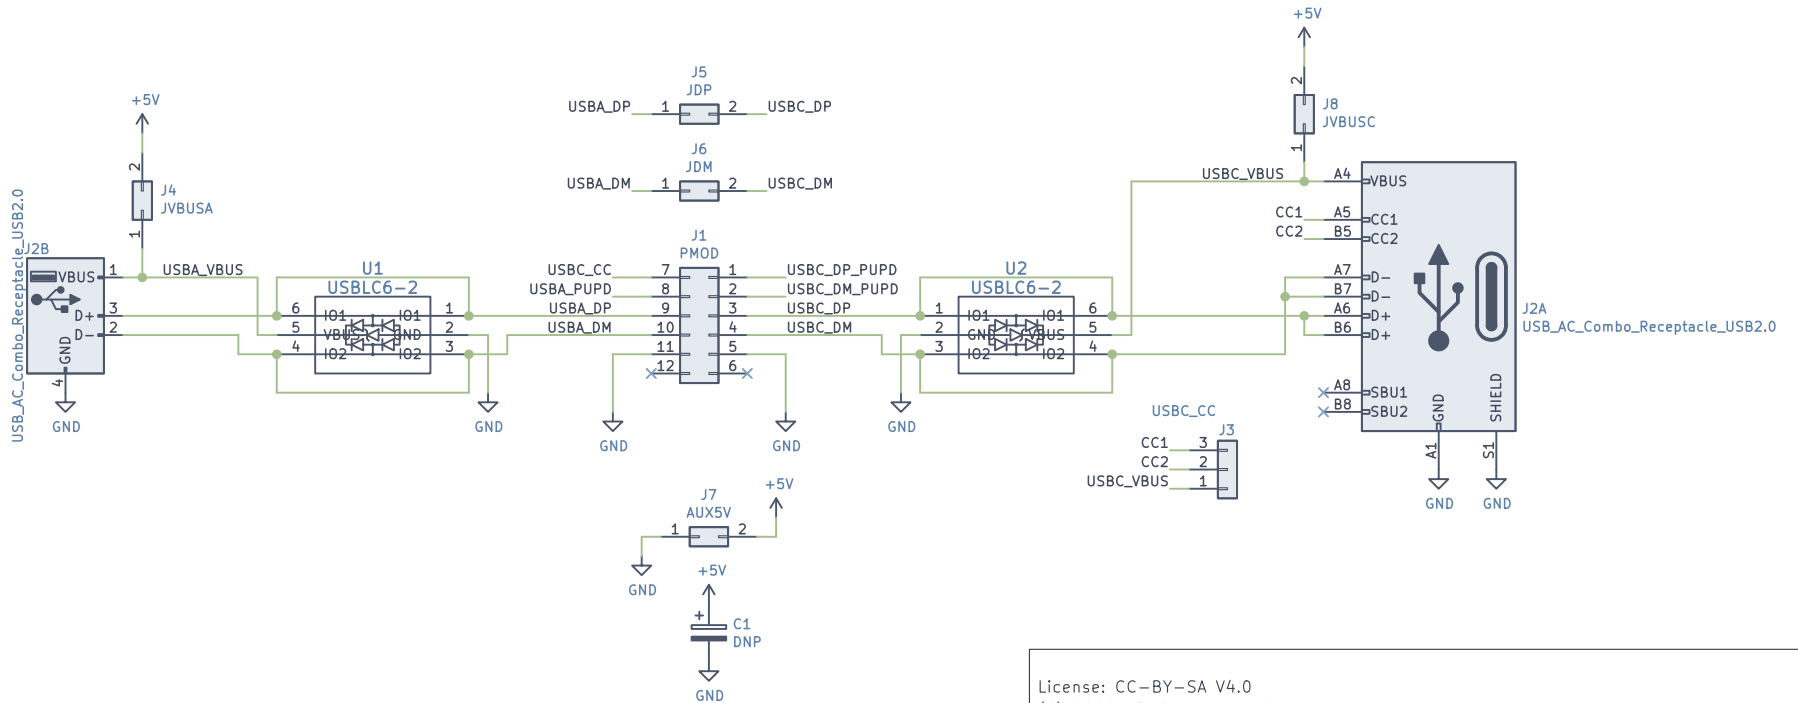 +5V
J5
JDP
USBA_DP 1 2 USBC_DP
+5V
2
J8
JVBUSC
1
J6
JDM
USBA_DM 1 2 USBC_DM
2
J4
JVBUSA
1
USB_AC_Combo_Receptacle_USB2.0
J2B
VBUS 1
D+ 3
D- 2
GND
4
GND
USBA_VBUS
U1
USBLC6-2
6 IO1 IO1 1
5 VBUS GND 2
4 IO2 IO2 3
GND
J1
PMOD
USBC_CC 7 1 USBC_DP_PUPD
USBA_PUPD 8 2 USBC_DM_PUPD
USBA_DP 9 3 USBC_DP
USBA_DM 10 4 USBC_DM
11 5
12 6
GND
GND
U2
USBLC6-2
1 IO1 IO1 6
2 GND VBUS 5
3 IO2 IO2 4
GND
USBC_VBUS A4 VBUS
CC1 A5 CC1
CC2 B5 CC2
A7 D-
B7 D-
A6 D+
B6 D+
A8 SBU1
B8 SBU2
GND
SHIELD
A1
S1
GND
GND
J2A
USB_AC_Combo_Receptacle_USB2.0
USBC_CC
J3
CC1 3
CC2 2
USBC_VBUS 1
J7
AUX5V
1 2
+5V
GND
+5V
+
C1
DNP
GND
License: CC-BY-SA V4.0